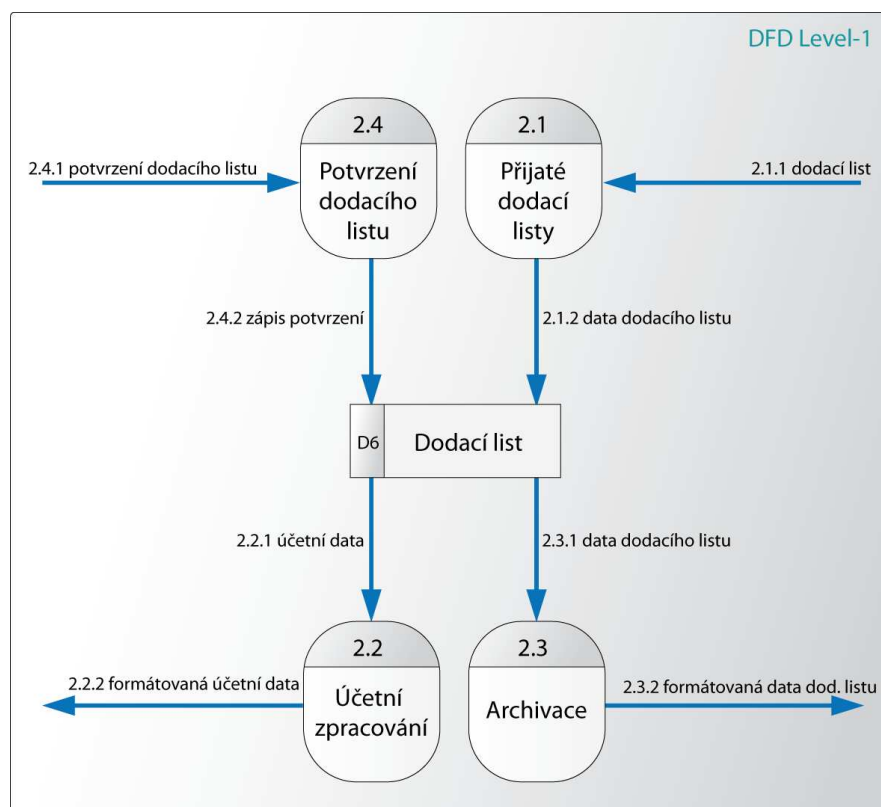 DFD Level-1
2.4
2.1
2.4.1 potvrzení dodacího listu
Potvrzení
dodacího
listu
Přijaté
dodací
listy
2.1.1 dodací list
2.4.2 zápis potvrzení
2.1.2 data dodacího listu
D6
Dodací list
2.2.1 účetní data
2.3.1 data dodacího listu
2.2
2.3
2.2.2 formátovaná účetní data
Účetní
zpracování
Archivace
2.3.2 formátovaná data dod. listu